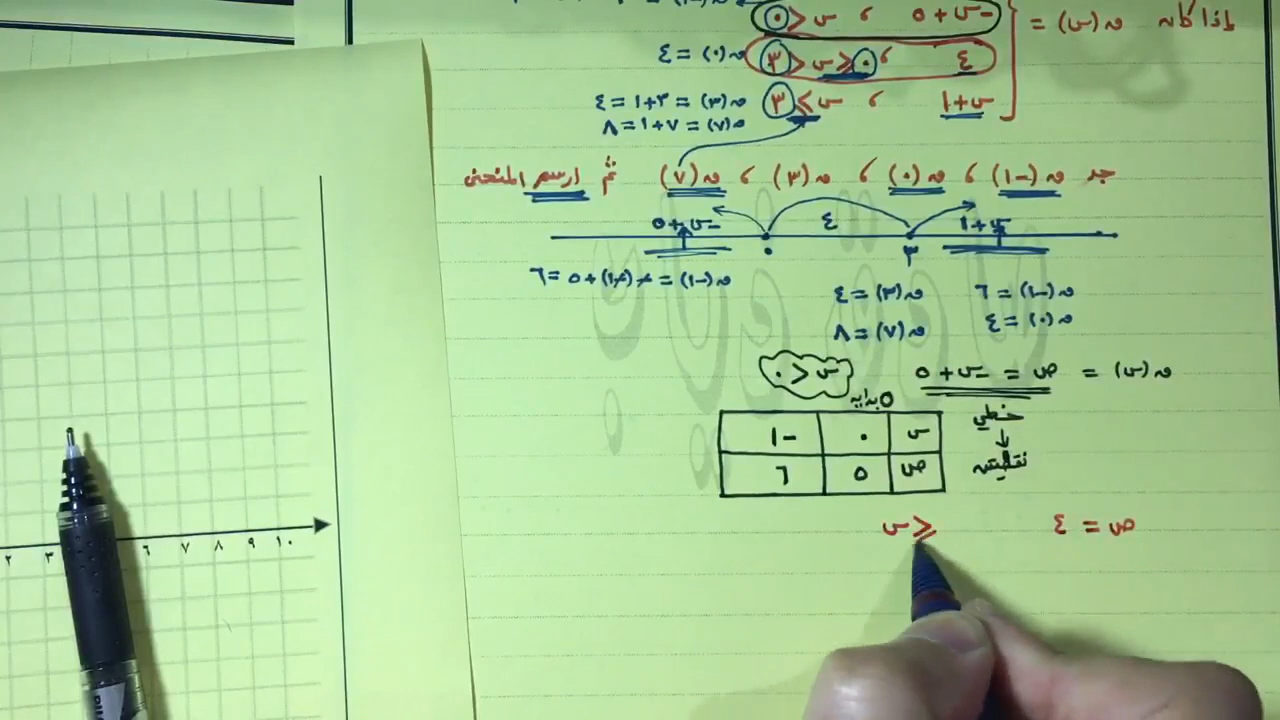 إذا كانت ق(س) = -س + ٥ ، س < ٠
٤ ، ٠ ≤ س < ٣ ق(٠) = ٤
س + ١ ، س ≥ ٣ ق(٣) = ٣ + ١ = ٤
ق(٧) = ٧ + ١ = ٨
جد ق(-١) ، ق(٠) ، ق(٣) ، ق(٧) ثم ارسم المنحنى
س + ١ ٤ -س + ٥
٣ ٠
ق(-١) = -(-١) + ٥ = ٦
ق(-١) = ٦ ق(٣) = ٤
ق(٠) = ٤ ق(٧) = ٨
ق(س) = ص = -س + ٥ س < ٠
خطي
نقطتين
بدايه
س ٠ -١
ص ٥ ٦
ص = ٤ ≤ س
٢ ٣ ٦ ٧ ٨ ٩ ١٠